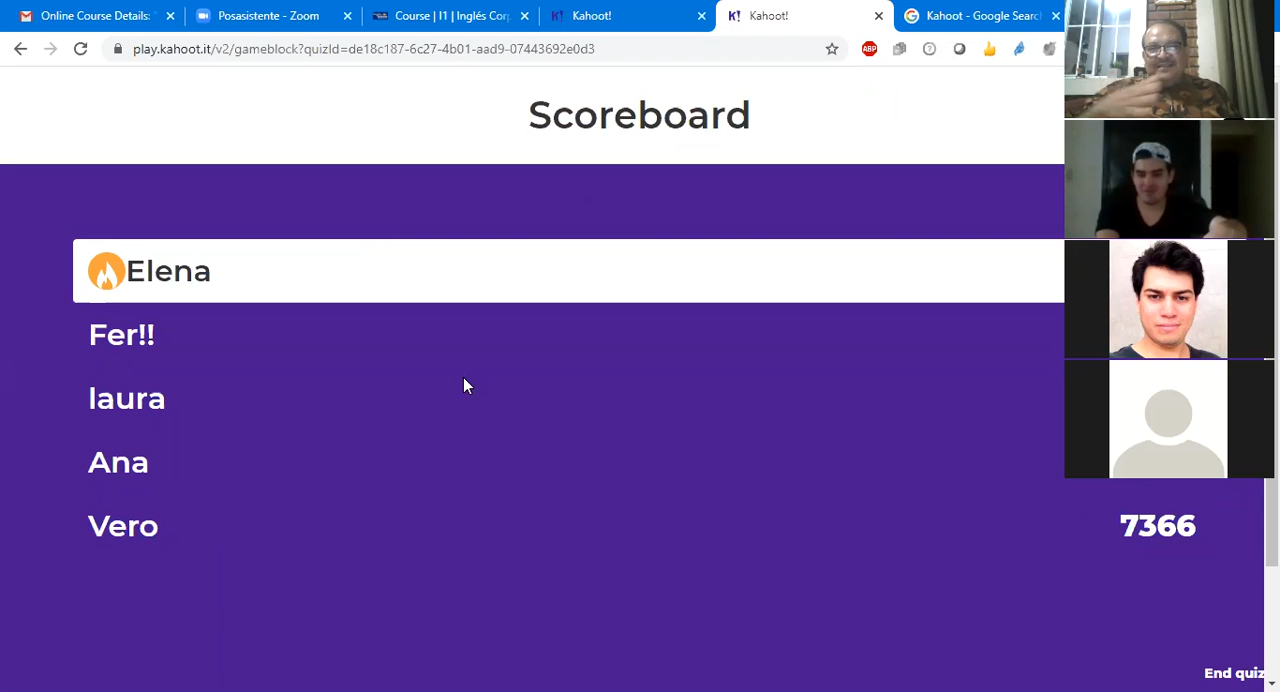 Online Course Details: "
Posasistente - Zoom
Course | I1 | Inglés Corp
Kahoot!
Kahoot!
Kahoot - Google Search
play.kahoot.it/v2/gameblock?quizId=de18c187-6c27-4b01-aad9-07443692e0d3
ABP
Scoreboard
Elena
Fer!!
laura
Ana
Vero 7366
End quiz